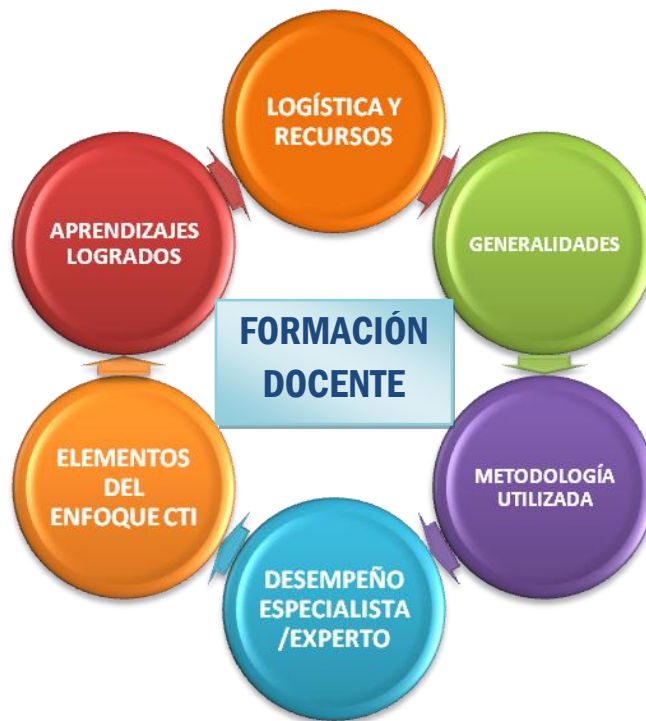 LOGÍSTICA Y
RECURSOS
GENERALIDADES
METODOLOGÍA
UTILIZADA
DESEMPEÑO
ESPECIALISTA
/EXPERTO
ELEMENTOS
DEL
ENFOQUE CTI
APRENDIZAJES
LOGRADOS
FORMACIÓN
DOCENTE